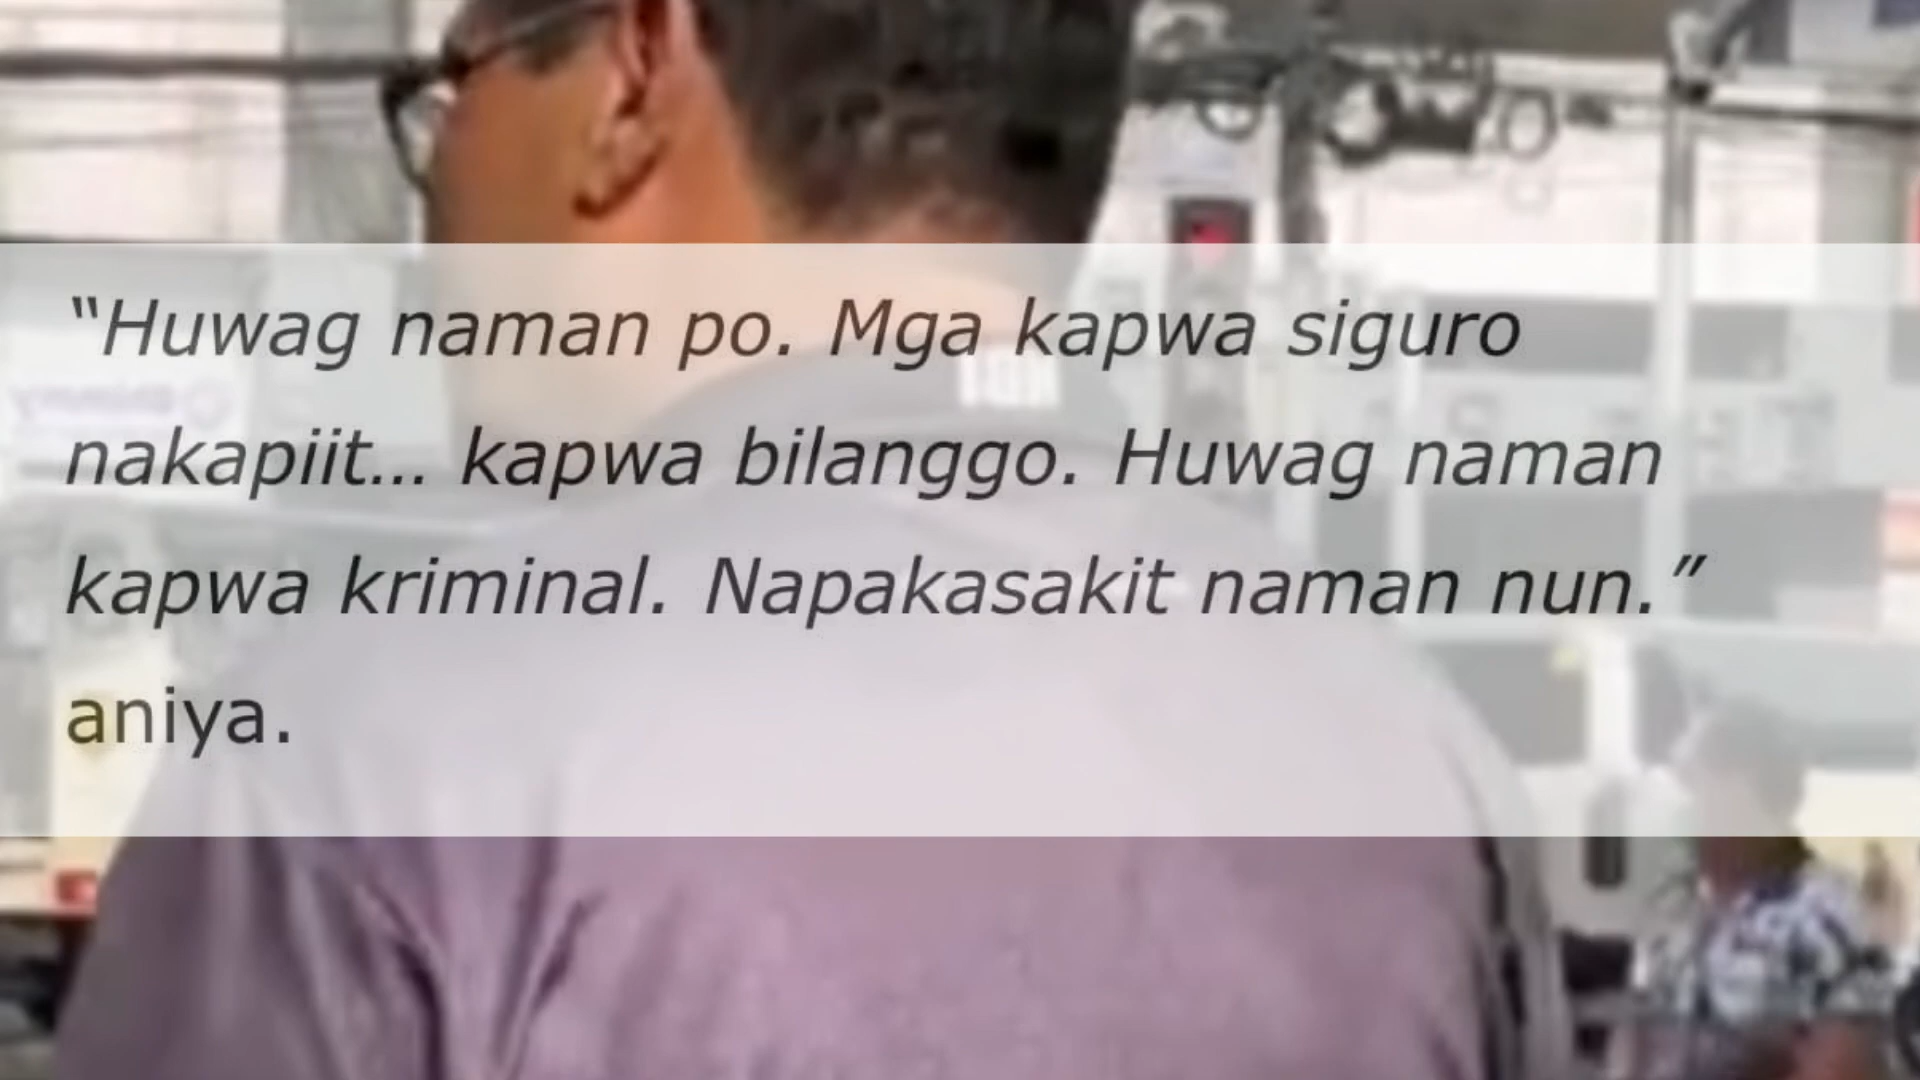 “Huwag naman po. Mga kapwa siguro
nakapiit... kapwa bilanggo. Huwag naman
kapwa kriminal. Napakasakit naman nun.”
aniya.